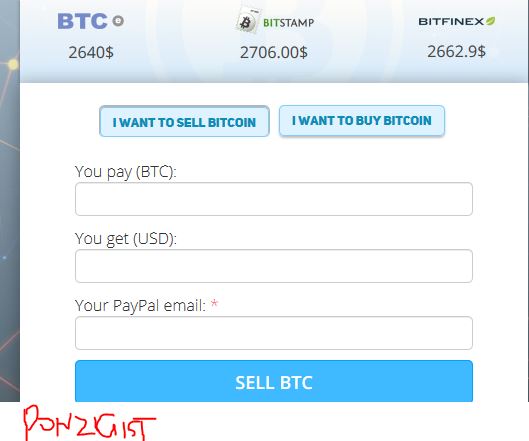 BTC e
BITSTAMP
BITFINEX
2640$
2706.00$
2662.9$
I WANT TO SELL BITCOIN
I WANT TO BUY BITCOIN
You pay (BTC):
You get (USD):
Your PayPal email: *
SELL BTC
PONZIGIST